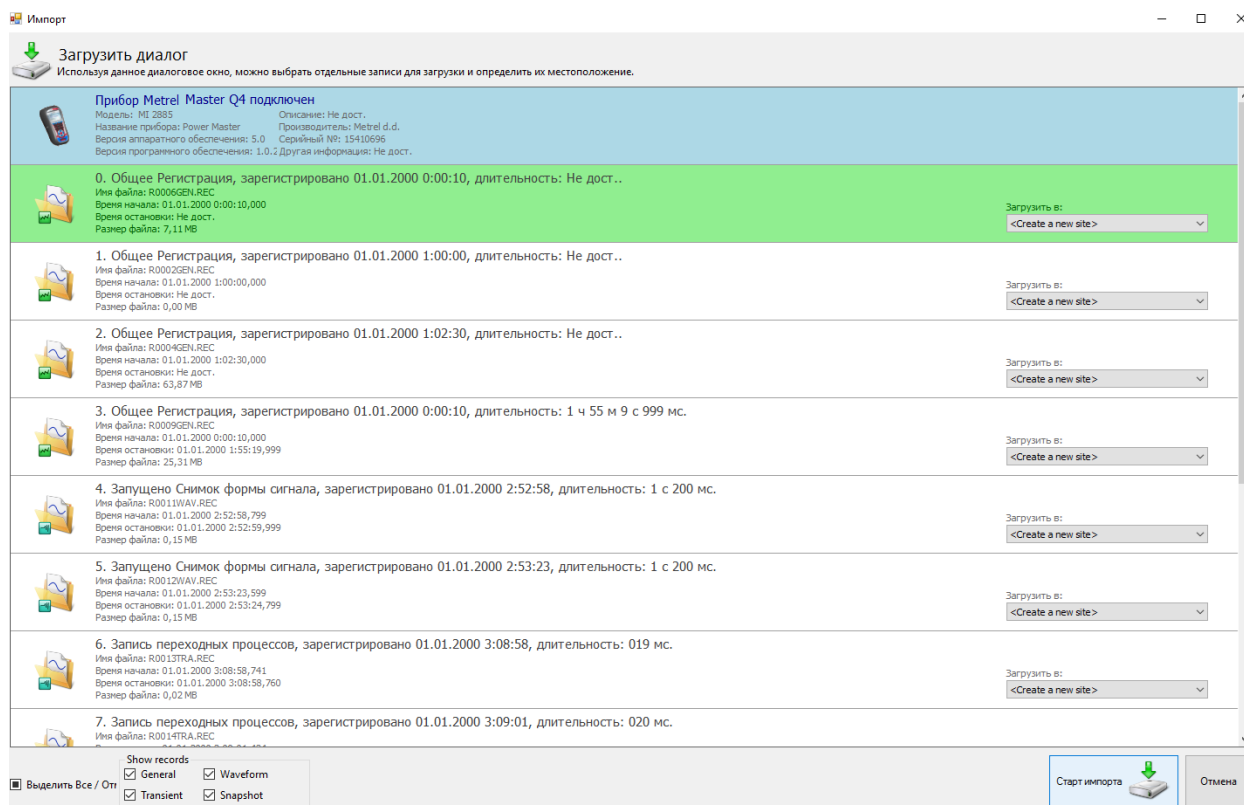 Импорт
Загрузить диалог
Используя данное диалоговое окно, можно выбрать отдельные записи для загрузки и определить их местоположение.
Прибор Metrel Master Q4 подключен
Модель: MI 2885 Описание: Не дост.
Название прибора: Power Master Производитель: Metrel d.d.
Версия аппаратного обеспечения: 5.0 Серийный №: 15410696
Версия программного обеспечения: 1.0.2 Другая информация: Не дост.
0. Общее Регистрация, зарегистрировано 01.01.2000 0:00:10, длительность: Не дост..
Имя файла: R0006GEN.REC
Время начала: 01.01.2000 0:00:10,000
Время остановки: Не дост.
Размер файла: 7,11 MB
Загрузить в:
<Create a new site>
1. Общее Регистрация, зарегистрировано 01.01.2000 1:00:00, длительность: Не дост..
Имя файла: R0002GEN.REC
Время начала: 01.01.2000 1:00:00,000
Время остановки: Не дост.
Размер файла: 0,00 MB
Загрузить в:
<Create a new site>
2. Общее Регистрация, зарегистрировано 01.01.2000 1:02:30, длительность: Не дост..
Имя файла: R0004GEN.REC
Время начала: 01.01.2000 1:02:30,000
Время остановки: Не дост.
Размер файла: 63,87 MB
Загрузить в:
<Create a new site>
3. Общее Регистрация, зарегистрировано 01.01.2000 0:00:10, длительность: 1 ч 55 м 9 с 999 мс.
Имя файла: R0009GEN.REC
Время начала: 01.01.2000 0:00:10,000
Время остановки: 01.01.2000 1:55:19,999
Размер файла: 25,31 MB
Загрузить в:
<Create a new site>
4. Запущено Снимок формы сигнала, зарегистрировано 01.01.2000 2:52:58, длительность: 1 с 200 мс.
Имя файла: R0011WAV.REC
Время начала: 01.01.2000 2:52:58,799
Время остановки: 01.01.2000 2:52:59,999
Размер файла: 0,15 MB
Загрузить в:
<Create a new site>
5. Запущено Снимок формы сигнала, зарегистрировано 01.01.2000 2:53:23, длительность: 1 с 200 мс.
Имя файла: R0012WAV.REC
Время начала: 01.01.2000 2:53:23,599
Время остановки: 01.01.2000 2:53:24,799
Размер файла: 0,15 MB
Загрузить в:
<Create a new site>
6. Запись переходных процессов, зарегистрировано 01.01.2000 3:08:58, длительность: 019 мс.
Имя файла: R0013TRA.REC
Время начала: 01.01.2000 3:08:58,741
Время остановки: 01.01.2000 3:08:58,760
Размер файла: 0,02 MB
Загрузить в:
<Create a new site>
7. Запись переходных процессов, зарегистрировано 01.01.2000 3:09:01, длительность: 020 мс.
Имя файла: R0014TRA.REC
Выделить Все / От
Show records
General Waveform
Transient Snapshot
Старт импорта
Отмена